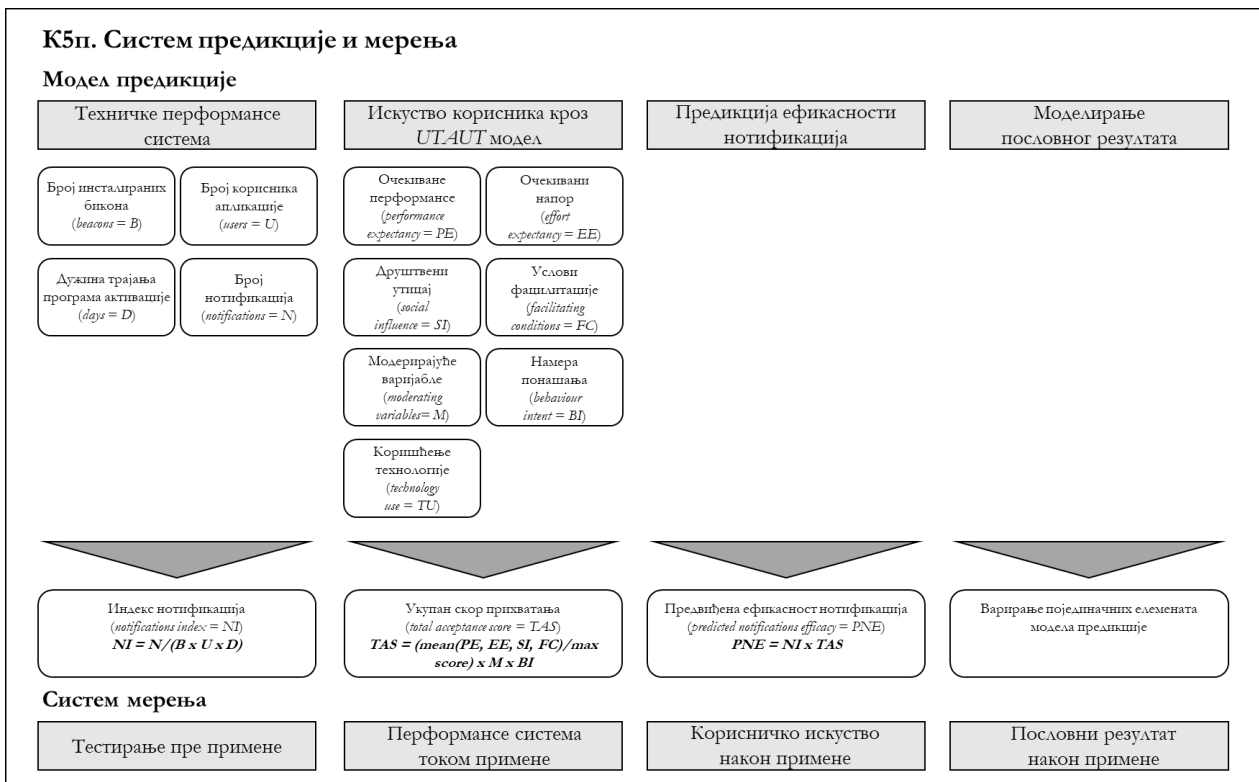 К5п. Систем предикције и мерења
Модел предикције
Техничке перформансе
система
Искуство корисника кроз
UTAUT модел
Предикција ефикасности
нотификација
Моделирање
пословног резултата
Број инсталираних
бикона
(beacons = B)
Број корисника
апликације
(users = U)
Дужина трајања
програма активације
(days = D)
Број
нотификација
(notifications = N)
Очекиване
перформансе
(performance
expectancy = PE)
Очекивани
напор
(effort
expectancy = EE)
Друштвени
утицај
(social
influence = SI)
Услови
фацилитације
(facilitating
conditions = FC)
Модерирајуће
варијабле
(moderating
variables= M)
Намера
понашања
(behaviour
intent = BI)
Коришћење
технологије
(technology
use = TU)
Индекс нотификација
(notifications index = NI)
NI = N/(B x U x D)
Укупан скор прихватања
(total acceptance score = TAS)
TAS = (mean(PE, EE, SI, FC)/max
score) x M x BI
Предвиђена ефикасност нотификација
(predicted notifications efficacy = PNE)
PNE = NI x TAS
Варирање појединачних елемената
модела предикције
Систем мерења
Тестирање пре примене
Перформансе система
током примене
Корисничко искуство
након примене
Пословни резултат
након примене